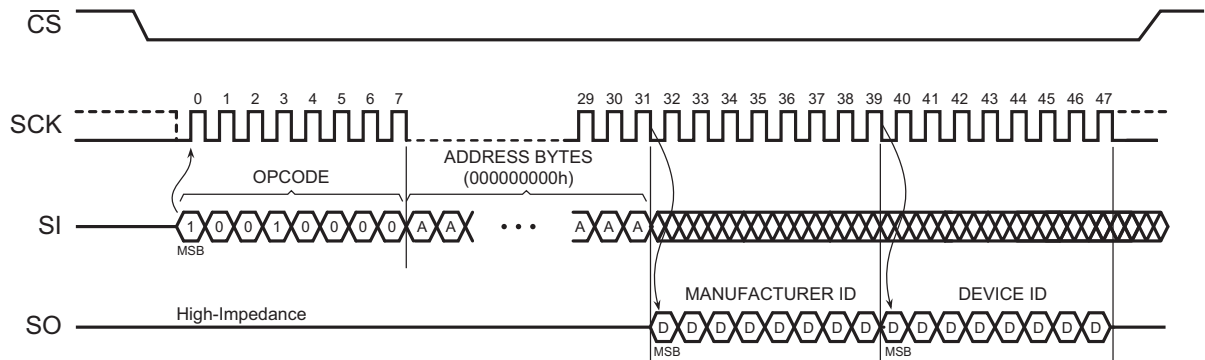 CS
0 1 2 3 4 5 6 7 29 30 31 32 33 34 35 36 37 38 39 40 41 42 43 44 45 46 47
SCK
ADDRESS BYTES
OPCODE (000000000h)
SI 1 0 0 1 0 0 0 0 A A • • • A A A
MSB
MANUFACTURER ID DEVICE ID
High-Impedance
SO D D D D D D D D D D D D D D D D
MSB MSB